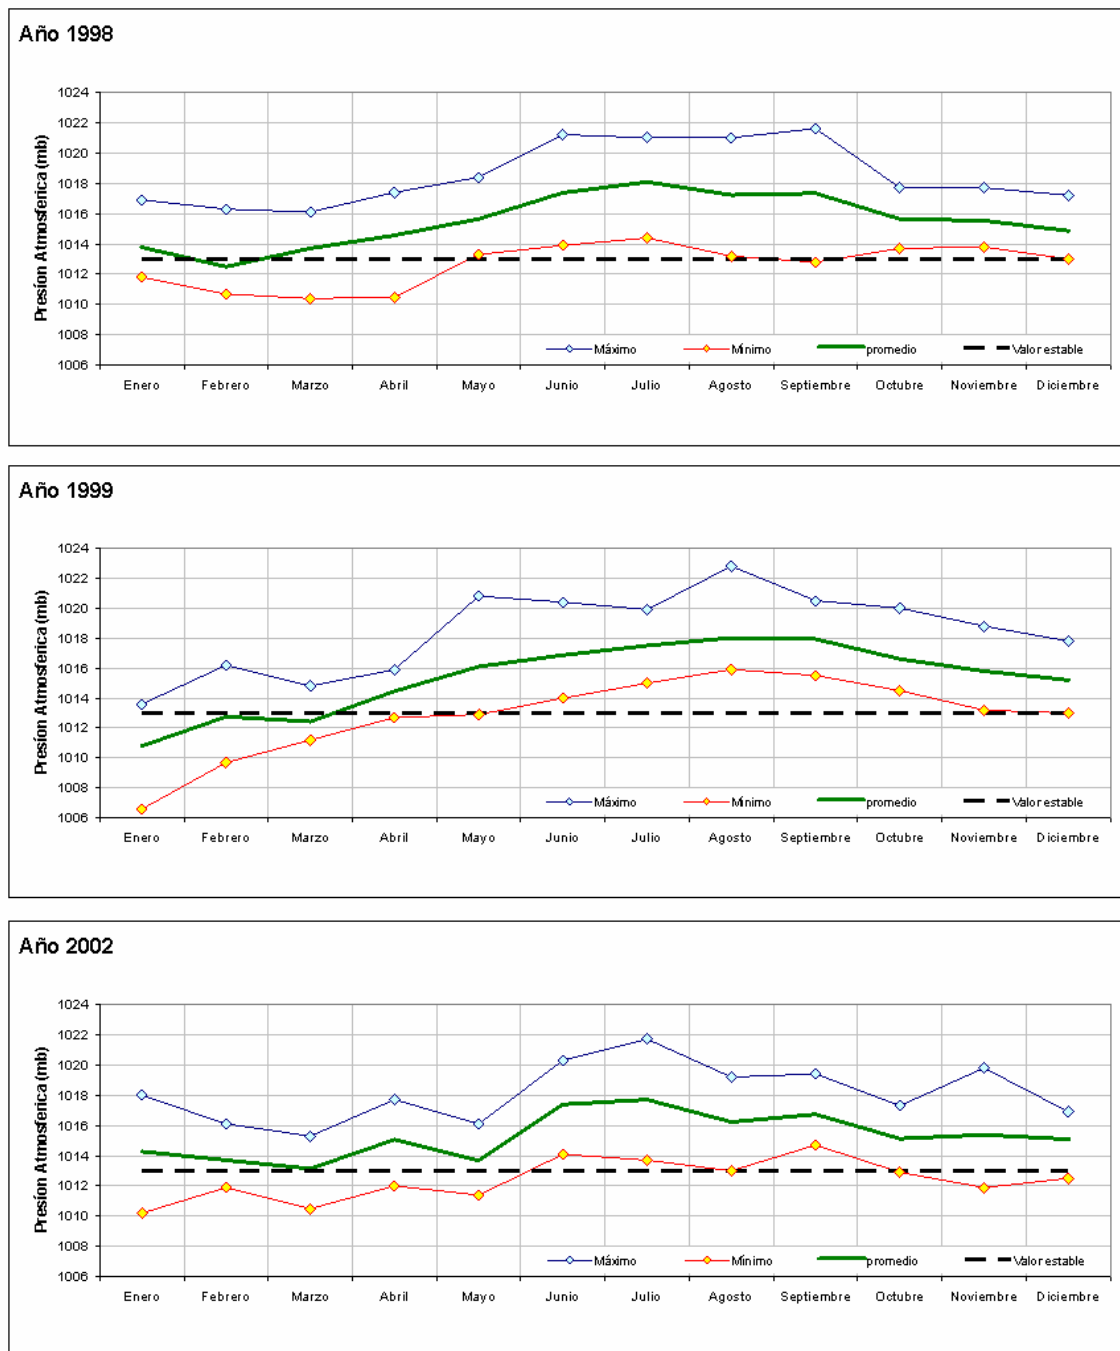 Año 1998
Presíon Atmosferica (mb)
1024
1022
1020
1018
1016
1014
1012
1010
1008
1006
Máximo Mínimo promedio Valor estable
Enero Febrero Marzo Abril Mayo Junio Julio Agosto Septiembre Octubre Noviembre Diciembre
Año 1999
Presíon Atmosferica (mb)
1024
1022
1020
1018
1016
1014
1012
1010
1008
1006
Máximo Mínimo promedio Valor estable
Enero Febrero Marzo Abril Mayo Junio Julio Agosto Septiembre Octubre Noviembre Diciembre
Año 2002
Presíon Atmosferica (mb)
1024
1022
1020
1018
1016
1014
1012
1010
1008
1006
Máximo Mínimo promedio Valor estable
Enero Febrero Marzo Abril Mayo Junio Julio Agosto Septiembre Octubre Noviembre Diciembre